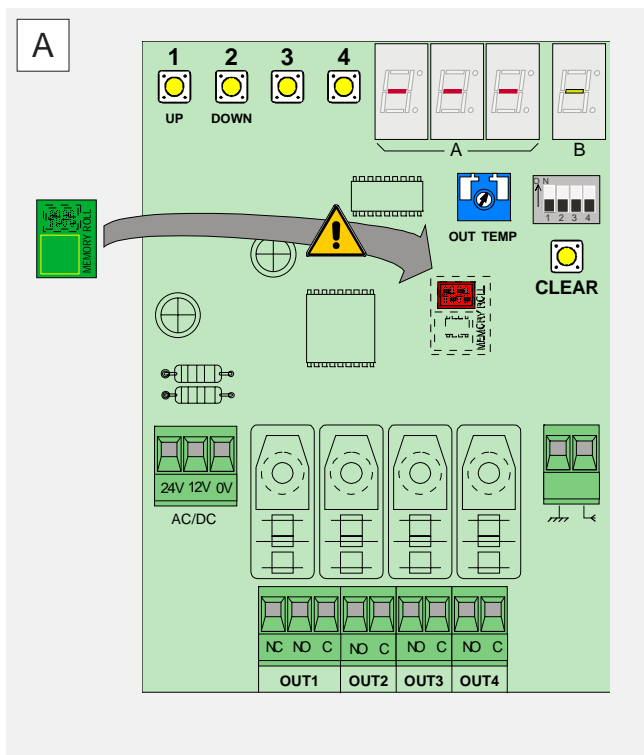 A
1 2 3 4
UP DOWN
A B
ON
1 2 3 4
MEMORY ROLL
OUT TEMP
CLEAR
MEMORY ROLL
24V 12V 0V
AC/DC
NC NO C NO C NO C NO C
OUT1 OUT2 OUT3 OUT4